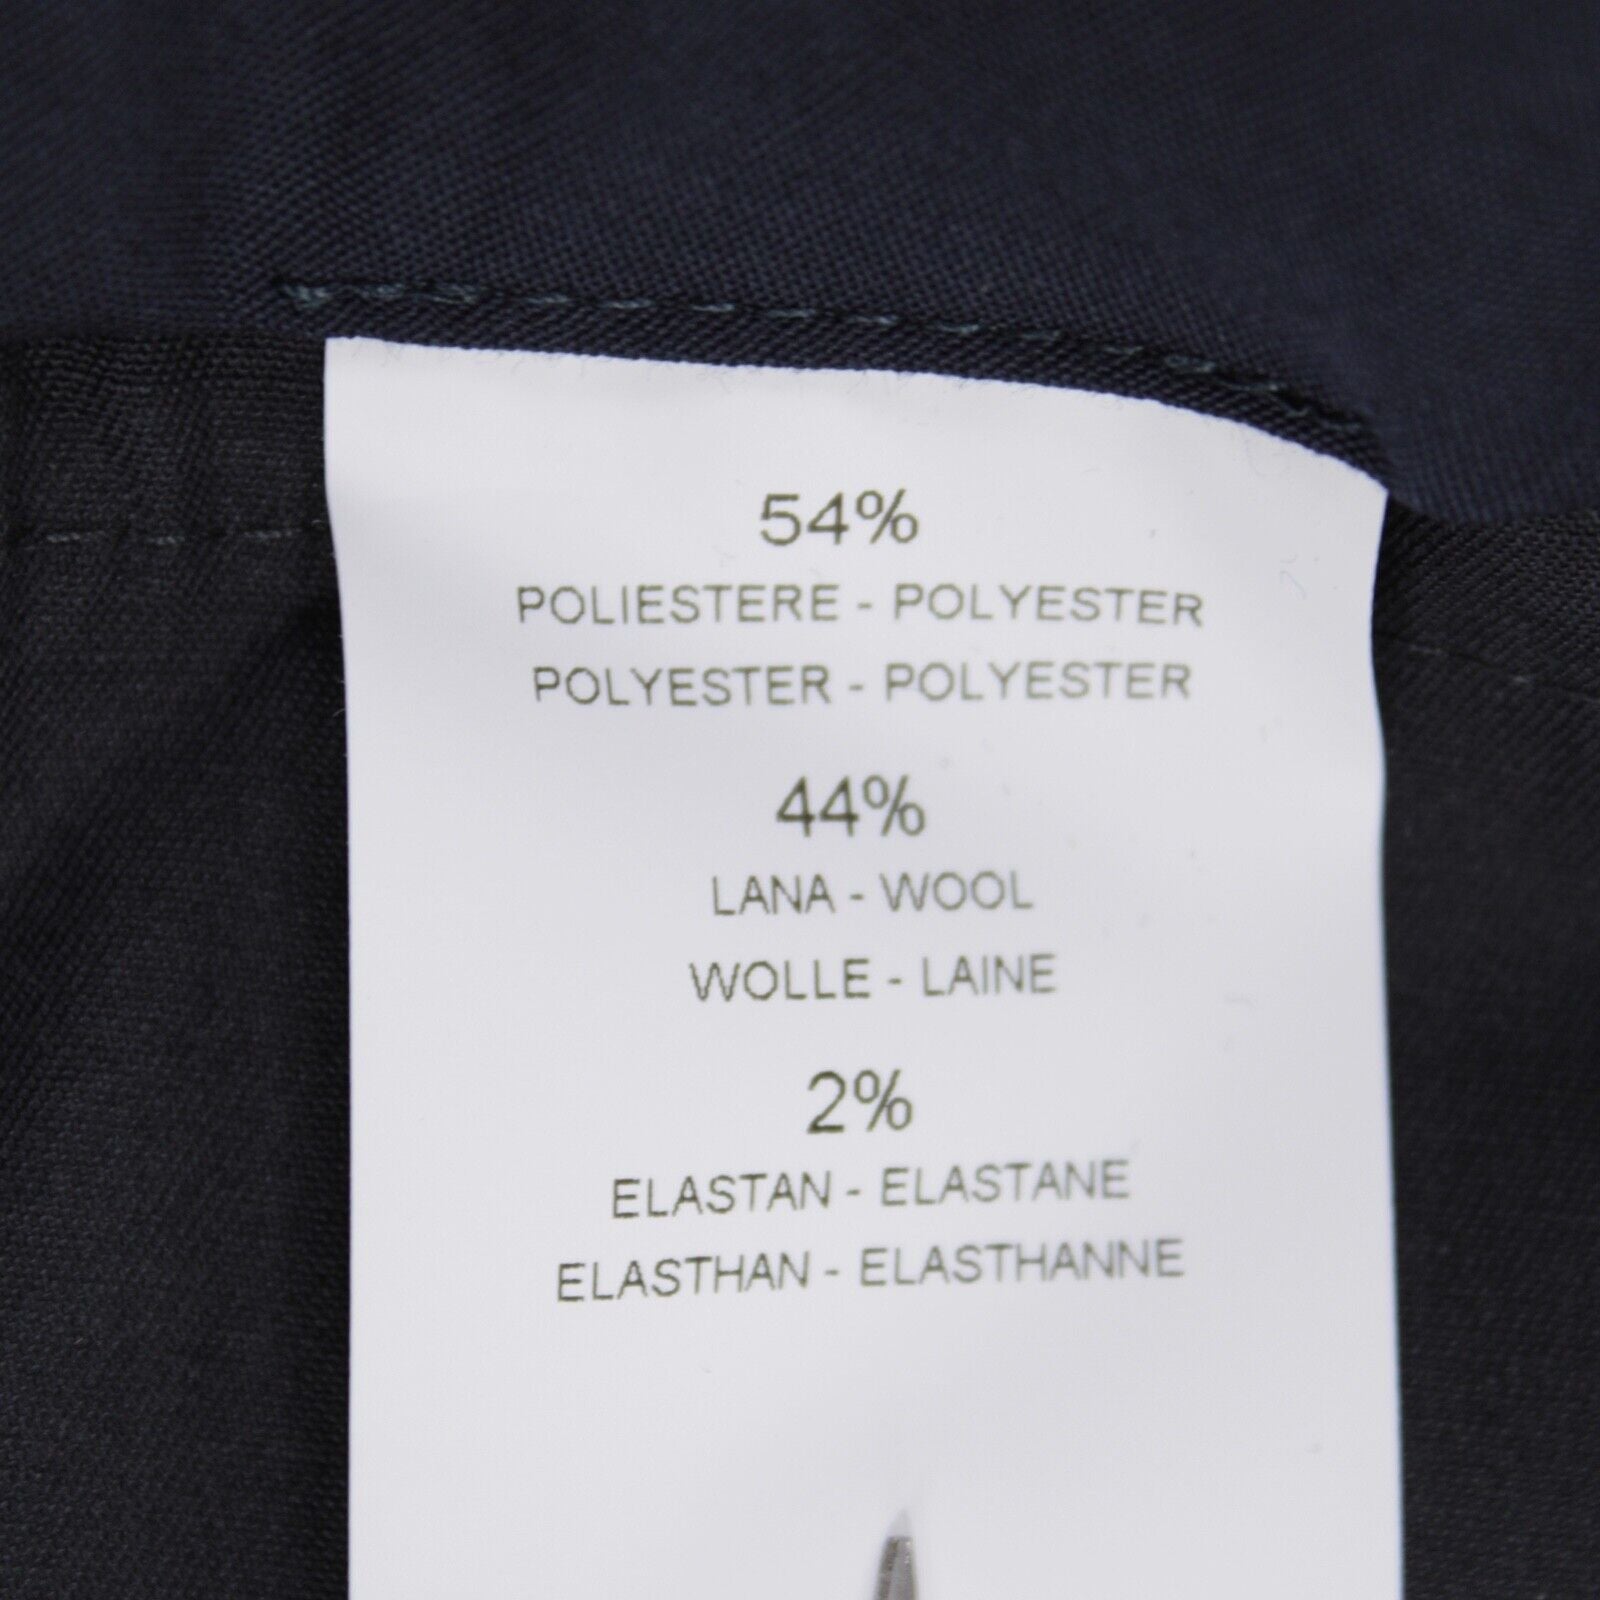 54%
POLIESTERE - POLYESTER
POLYESTER - POLYESTER
44%
LANA - WOOL
WOLLE - LAINE
2%
ELASTAN - ELASTANE
ELASTHAN - ELASTHANNE